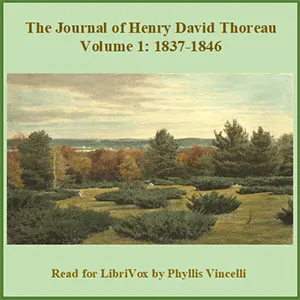 The Journal of Henry David Thoreau
Volume 1: 1837-1846
Read for LibriVox by Phyllis Vincelli